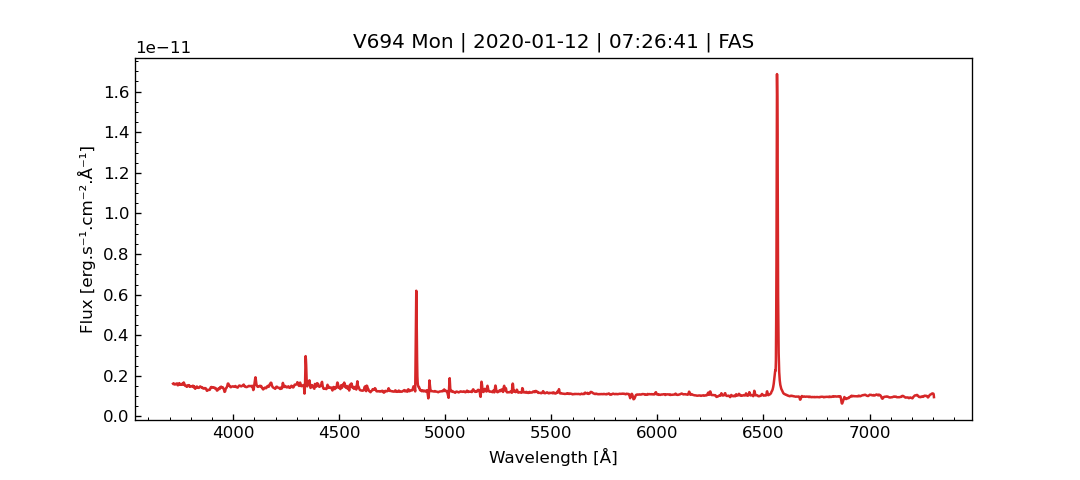 V694 Mon | 2020-01-12 | 07:26:41 | FAS
1e−11
1.6
1.4
1.2
1.0
0.8
0.6
0.4
0.2
0.0
Flux [erg.s⁻¹.cm⁻².Å⁻¹]
4000 4500 5000 5500 6000 6500 7000
Wavelength [Å]